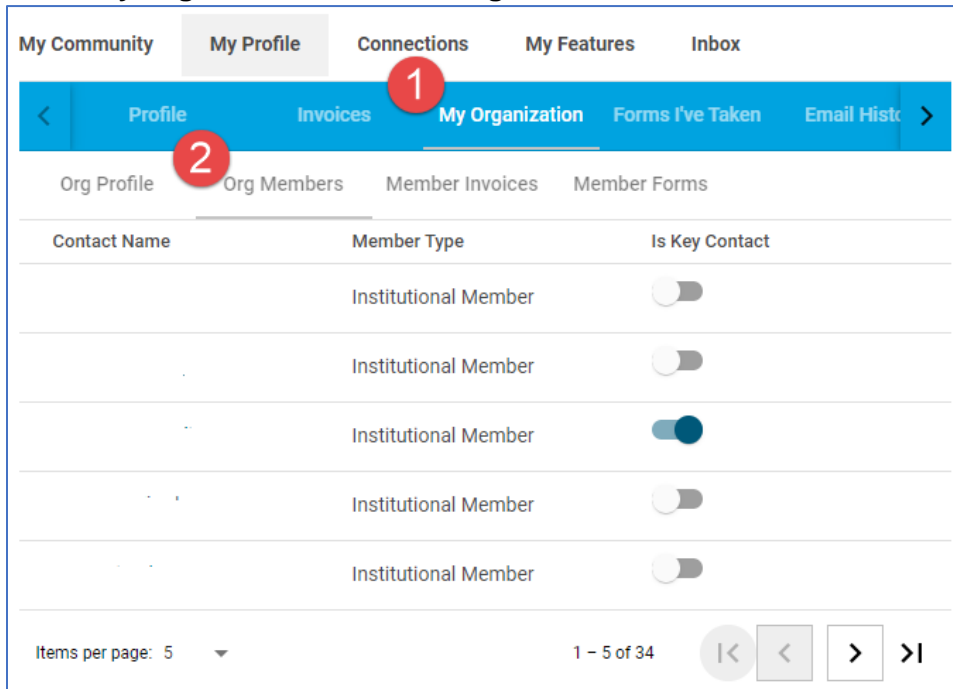 My Community My Profile Connections My Features Inbox
1
Profile Invoices My Organization Forms I've Taken Email Histo
2
Org Profile Org Members Member Invoices Member Forms
Contact Name Member Type Is Key Contact
Institutional Member
Institutional Member
Institutional Member
Institutional Member
Institutional Member
Items per page: 5 1 – 5 of 34